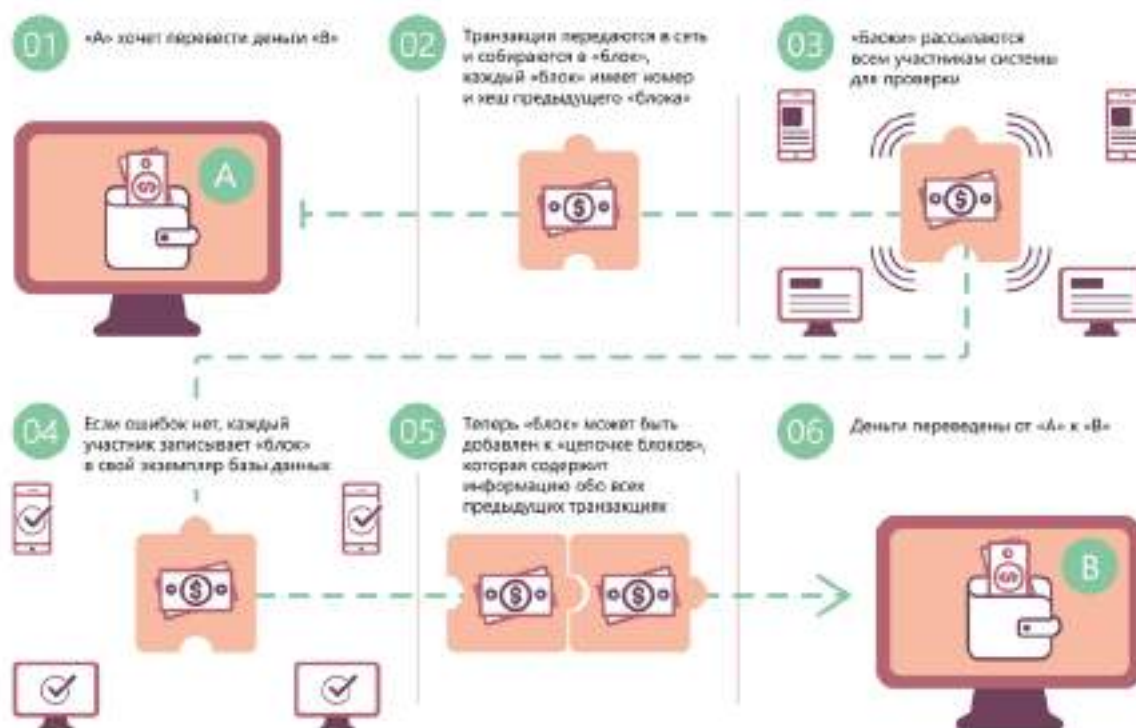 01
«А» хочет перевести деньги «В»
02
Транзакции передаются в сеть
и собираются в «блок»,
каждый «блок» имеет номер
и хеш предыдущего «блока»
03
«Блоки» рассылаются
всем участникам системы
для проверки
A
04
Если ошибок нет, каждый
участник записывает «блок»
в свой экземпляр базы данных
05
Теперь «блок» может быть
добавлен к «цепочке блоков»,
которая содержит
информацию обо всех
предыдущих транзакциях
06
Деньги переведены от «А» к «В»
B